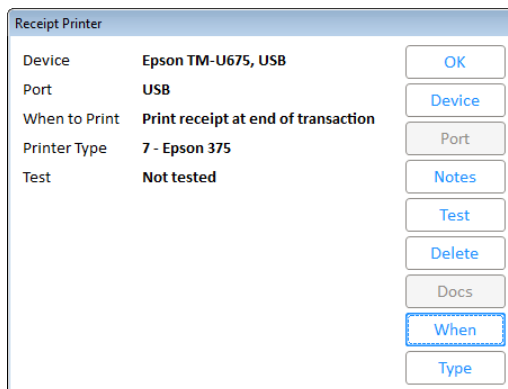 Receipt Printer
Device Epson TM-U675, USB
Port USB
When to Print Print receipt at end of transaction
Printer Type 7 - Epson 375
Test Not tested
OK
Device
Port
Notes
Test
Delete
Docs
When
Type